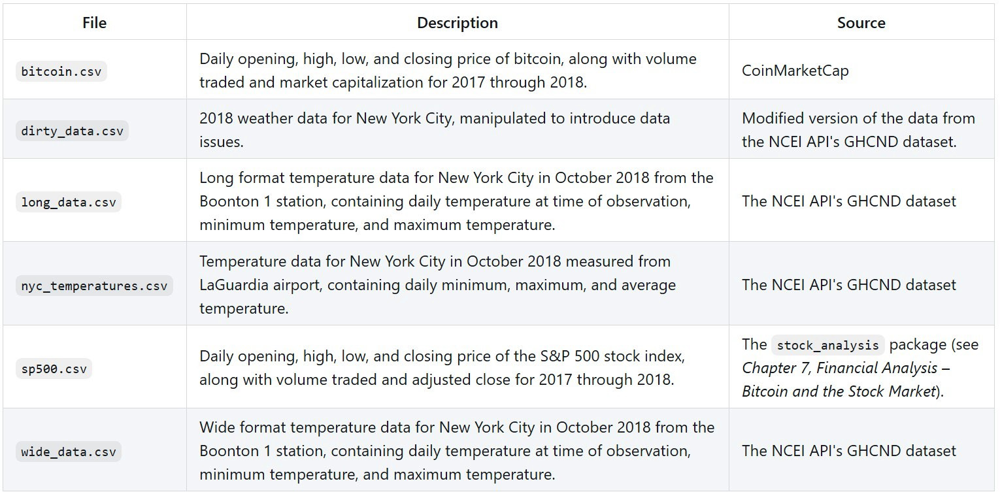 File Description Source
bitcoin.csv
Daily opening, high, low, and closing price of bitcoin, along with volume
traded and market capitalization for 2017 through 2018.
CoinMarketCap
dirty_data.csv
2018 weather data for New York City, manipulated to introduce data
issues.
Modified version of the data from
the NCEI API's GHCND dataset.
long_data.csv
Long format temperature data for New York City in October 2018 from the
Boonton 1 station, containing daily temperature at time of observation,
minimum temperature, and maximum temperature.
The NCEI API's GHCND dataset
nyc_temperatures.csv
Temperature data for New York City in October 2018 measured from
LaGuardia airport, containing daily minimum, maximum, and average
temperature.
The NCEI API's GHCND dataset
sp500.csv
Daily opening, high, low, and closing price of the S&P 500 stock index,
along with volume traded and adjusted close for 2017 through 2018.
The stock_analysis package (see
Chapter 7, Financial Analysis –
Bitcoin and the Stock Market).
wide_data.csv
Wide format temperature data for New York City in October 2018 from the
Boonton 1 station, containing daily temperature at time of observation,
minimum temperature, and maximum temperature.
The NCEI API's GHCND dataset